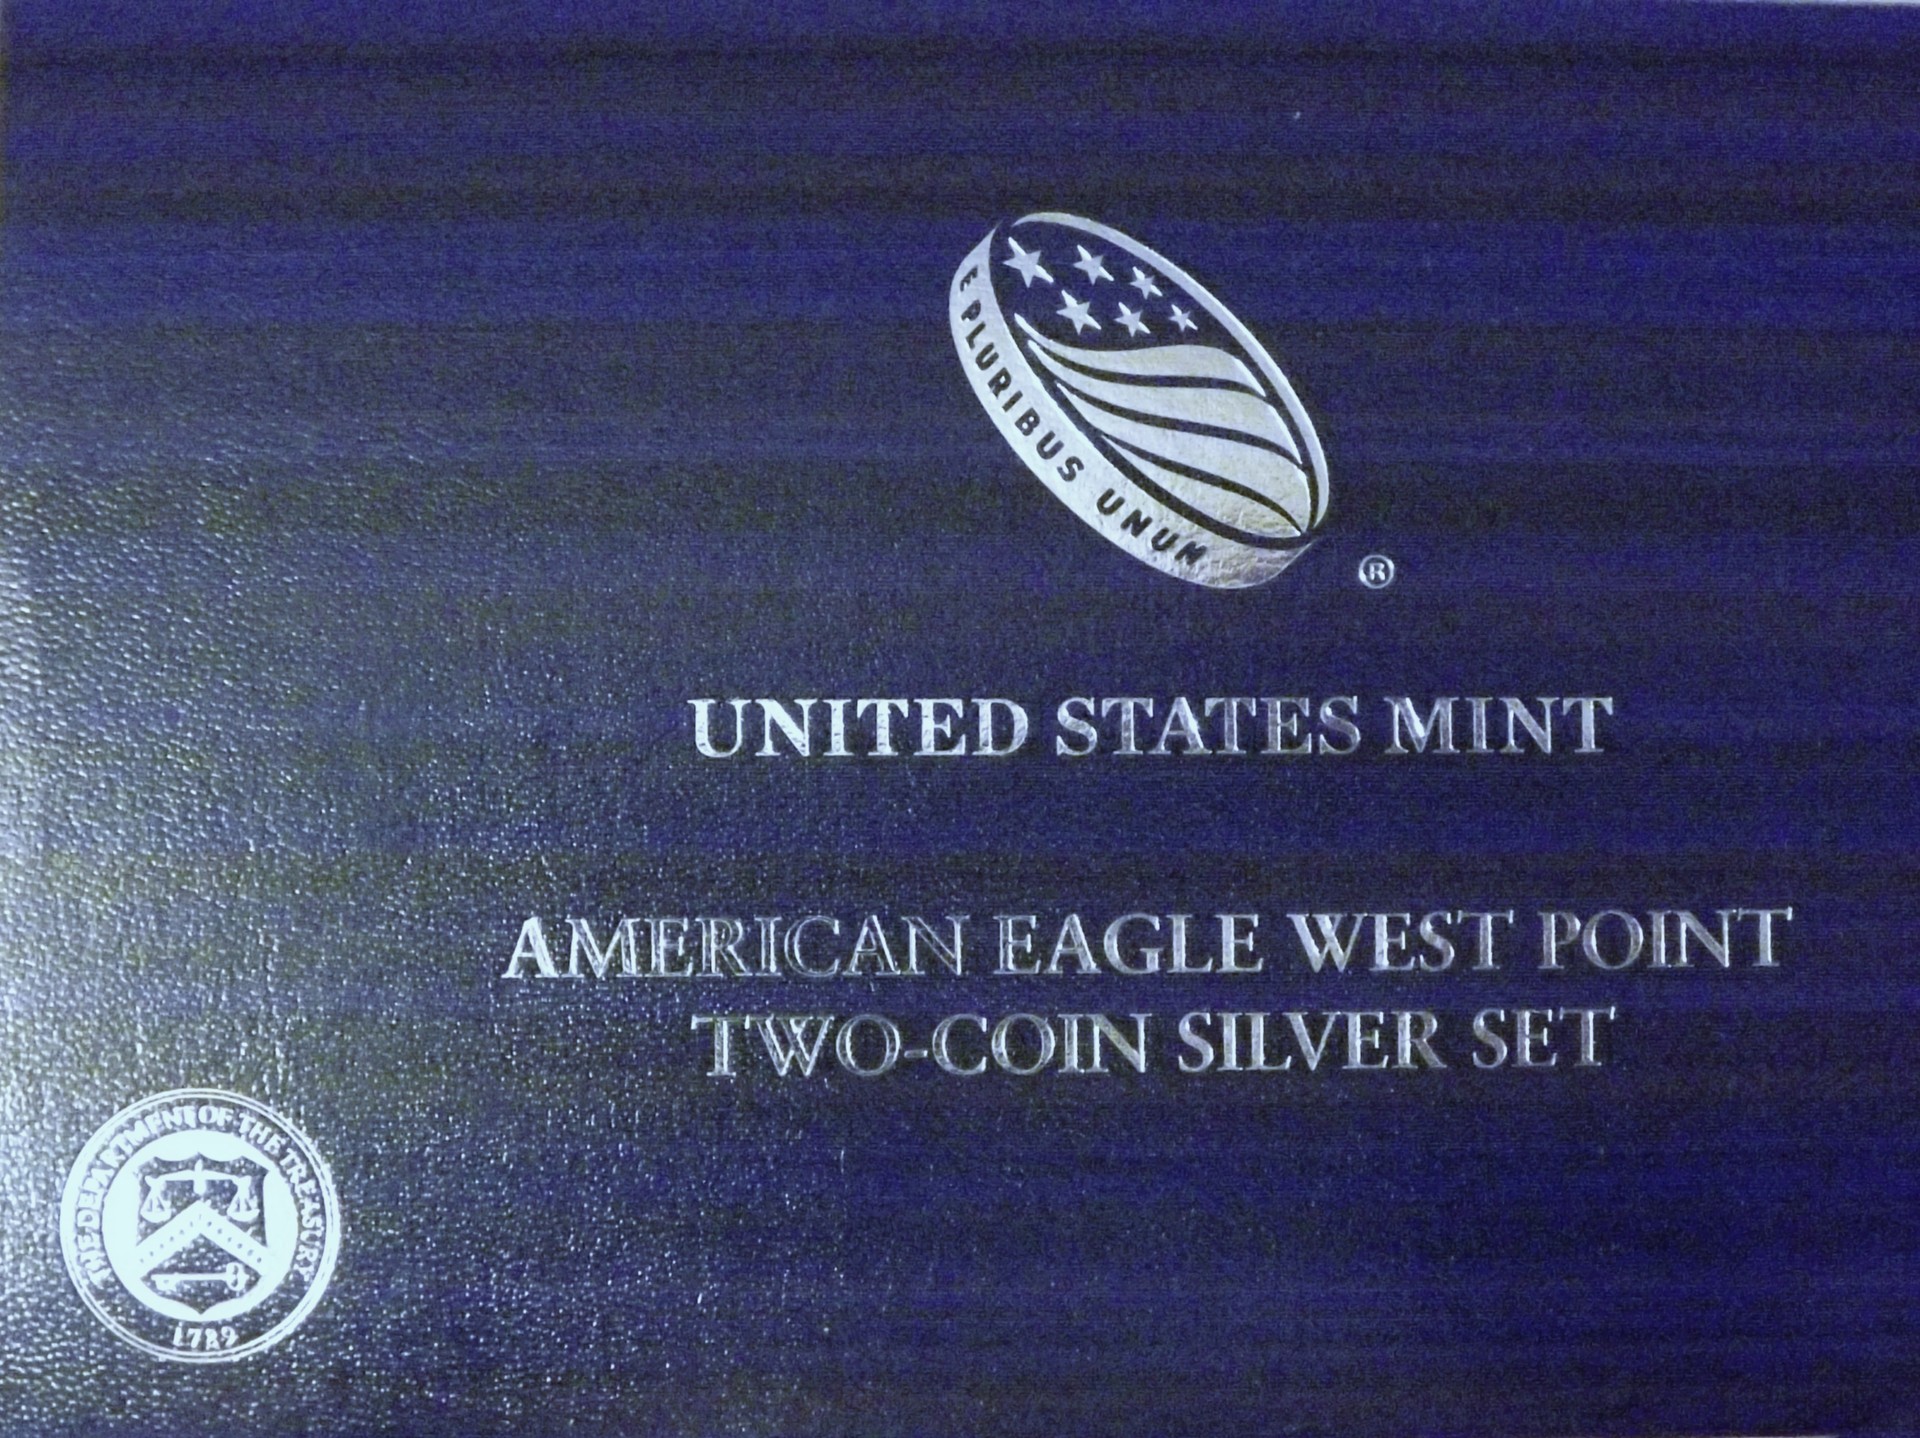 E PLURIBUS UNUM
®
UNITED STATES MINT
AMERICAN EAGLE WEST POINT
TWO-COIN SILVER SET
THE DEPARTMENT OF THE TREASURY
1789